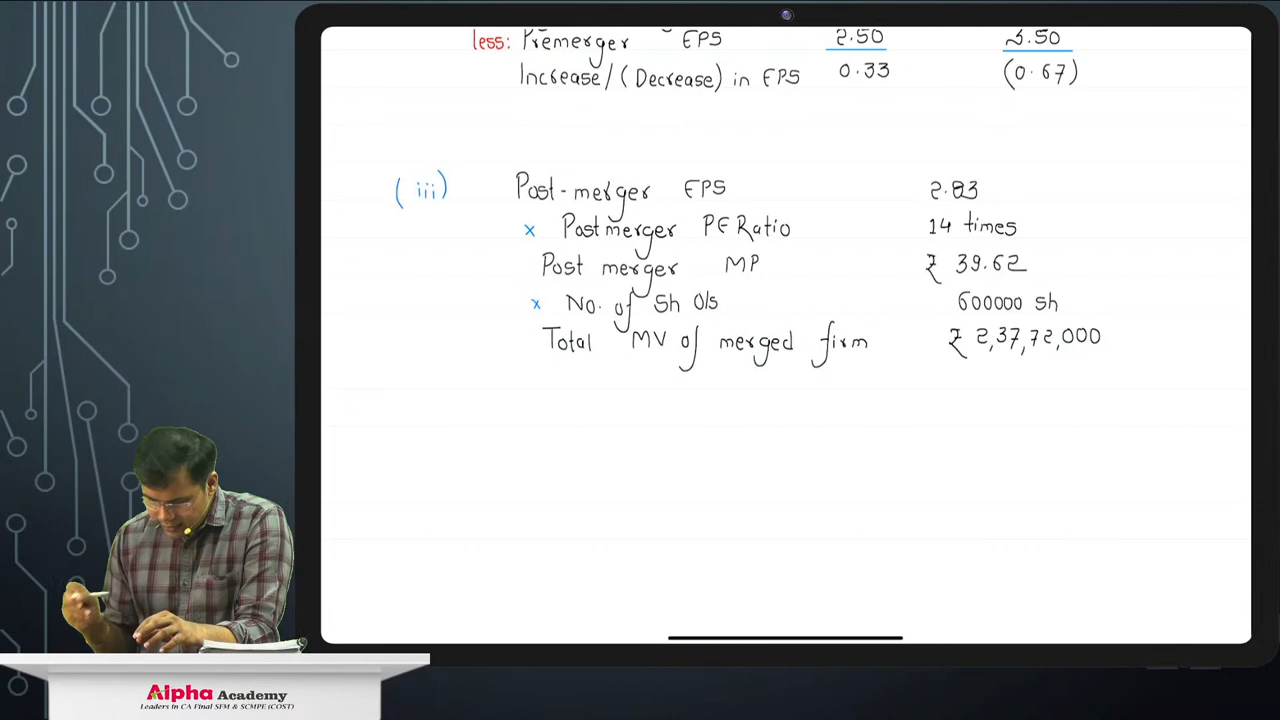 less: Premerger EPS 2.50 3.50
Increase/(Decrease) in EPS 0.33 (0.67)
(iii) Post-merger EPS 2.83
x Postmerger PE Ratio 14 times
Post merger MP ₹ 39.62
x No. of Sh O/s 600000 sh
Total MV of merged firm ₹ 2,37,72,000
Alpha Academy
Leaders in CA Final SFM & SCMPE (COST)